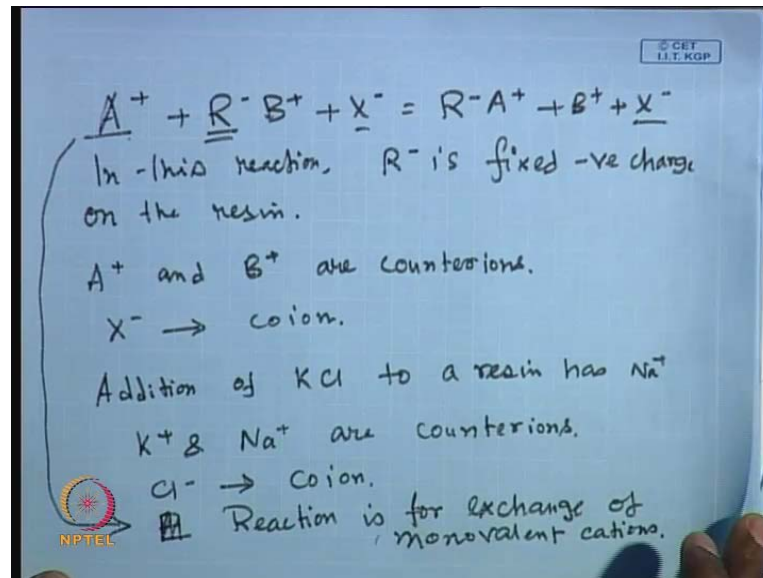 © CET
I.I.T. KGP
A⁺ + R⁻ B⁺ + X⁻ = R⁻A⁺ + B⁺ + X⁻
In this reaction, R⁻ is fixed -ve charge
on the resin.
A⁺ and B⁺ are counterions.
X⁻ → coion.
Addition of KCl to a resin has Na⁺
K⁺ & Na⁺ are counterions.
Cl⁻ → coion.
Reaction is for exchange of
monovalent cations.
NPTEL